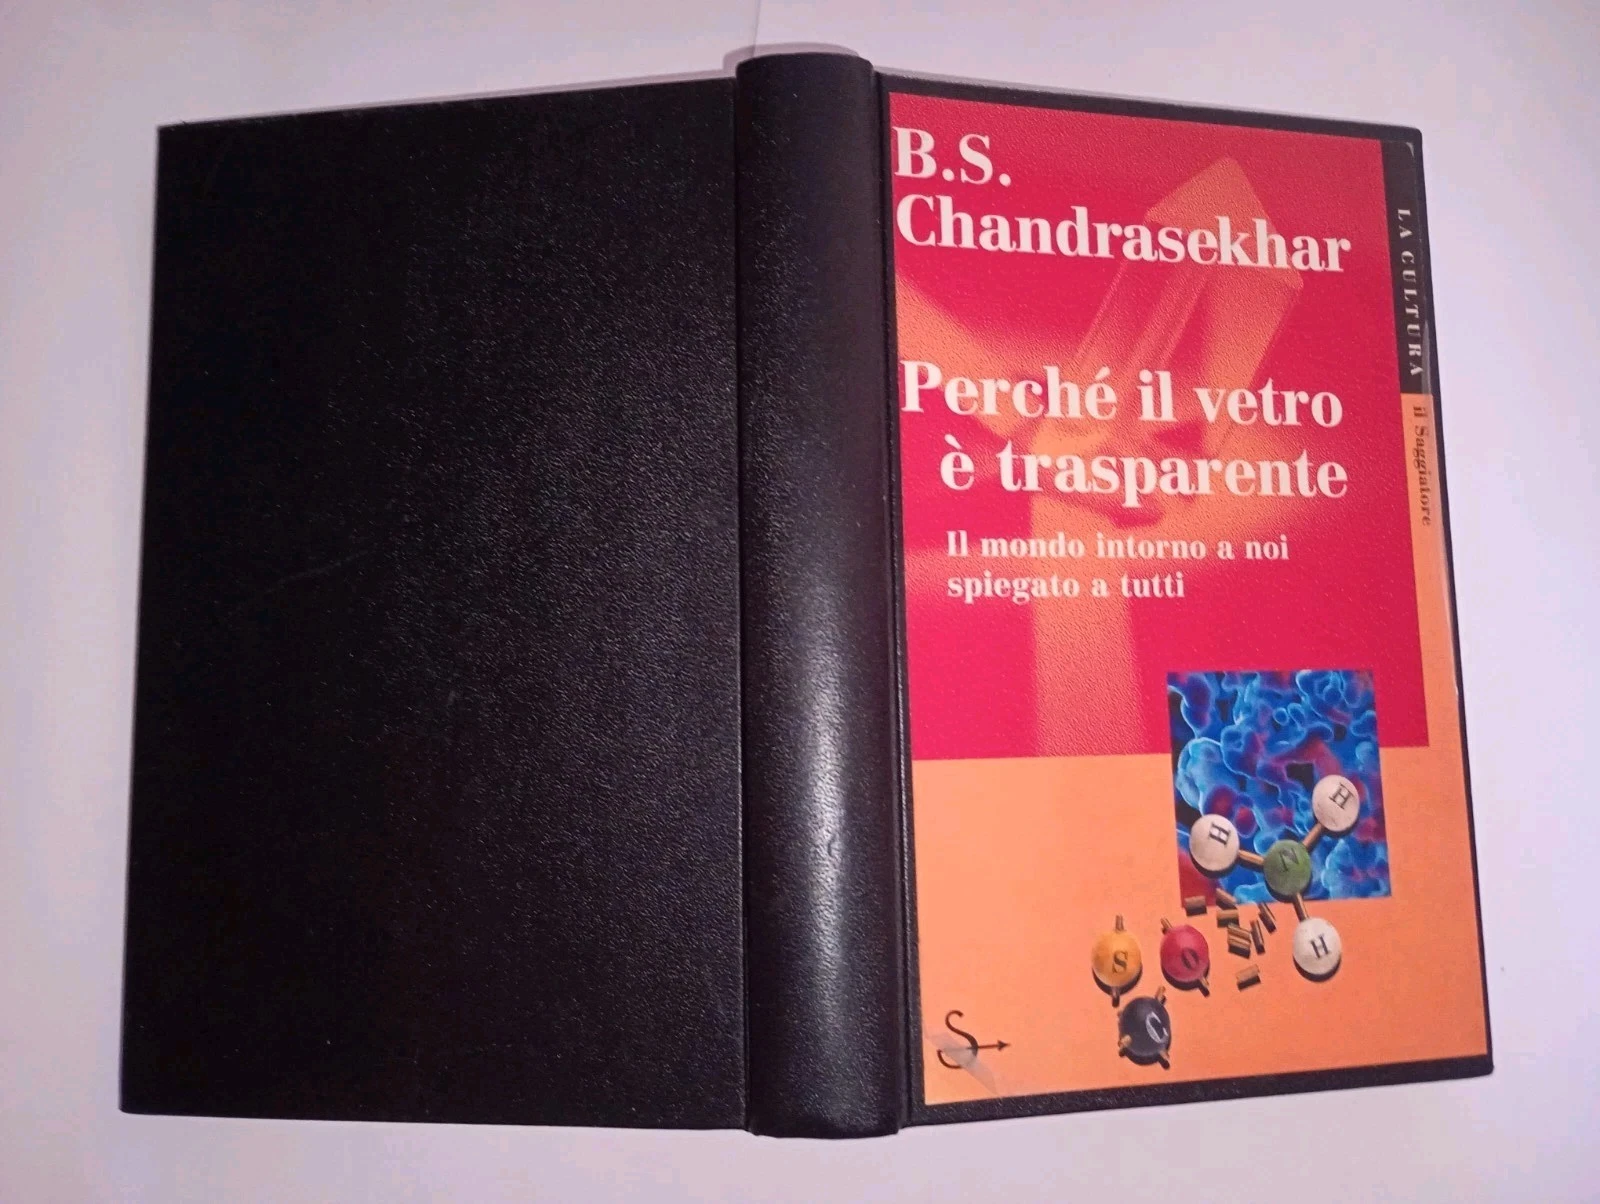 B.S.
Chandrasekhar
Perché il vetro
è trasparente
Il mondo intorno a noi
spiegato a tutti
LA CULTURA
il Saggiatore
H
H
N
H
S
O
C
S